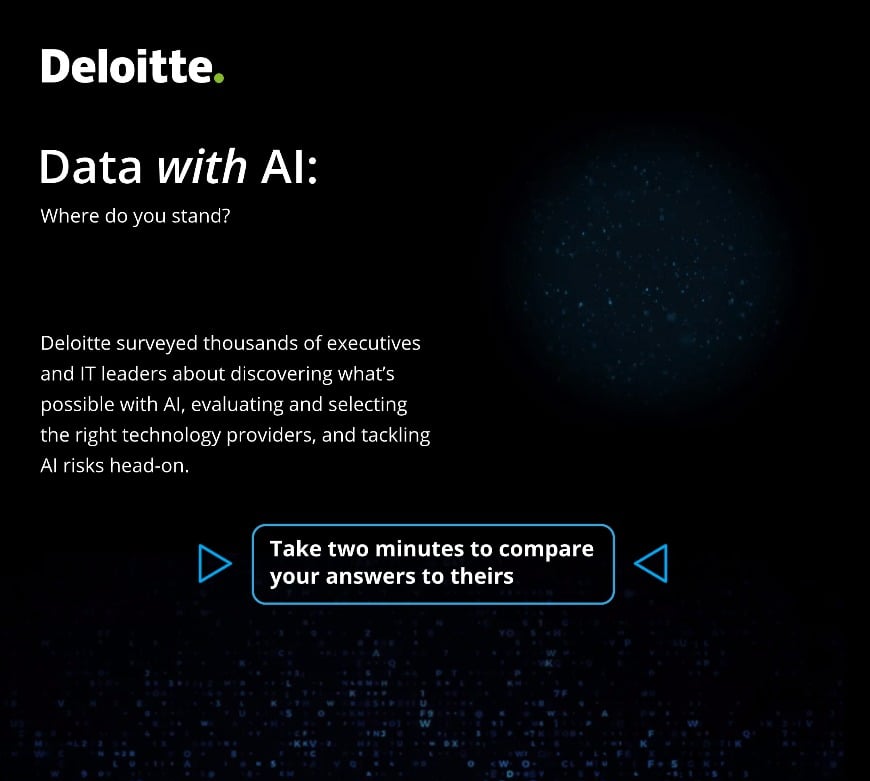 Deloitte.
Data with AI:
Where do you stand?
Deloitte surveyed thousands of executives
and IT leaders about discovering what’s
possible with AI, evaluating and selecting
the right technology providers, and tackling
AI risks head-on.
Take two minutes to compare
your answers to theirs